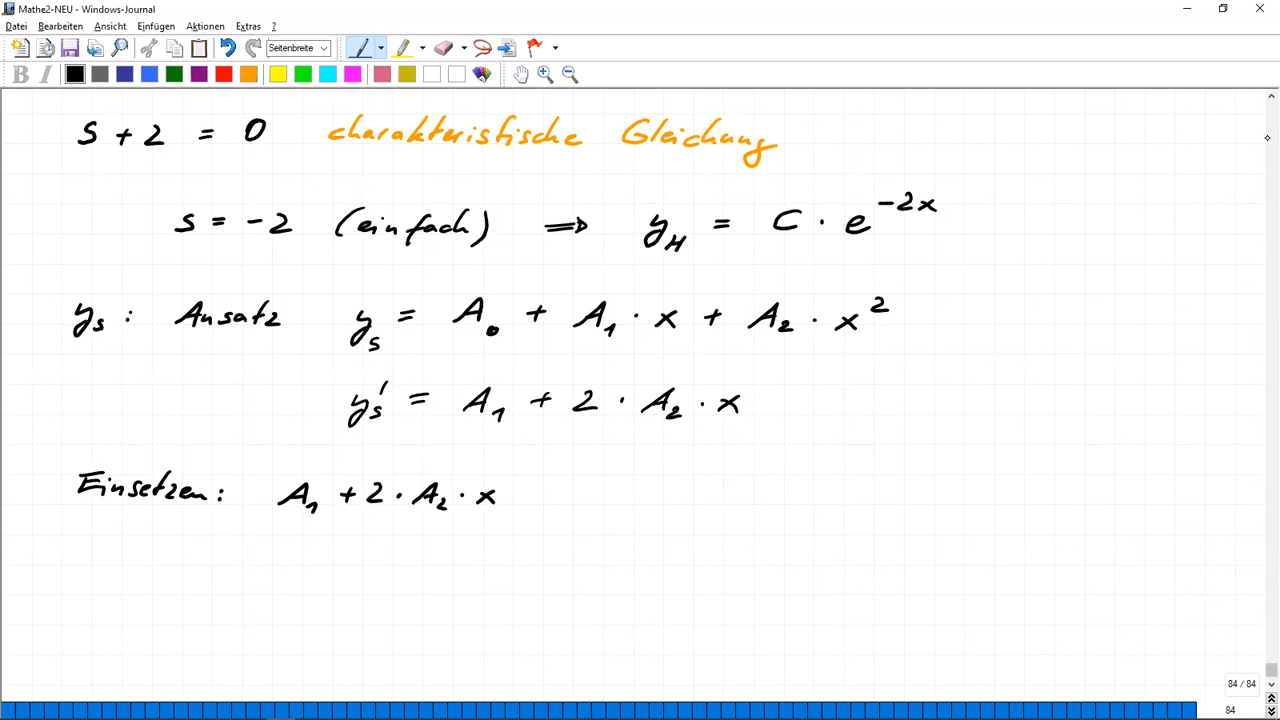 Mathe2-NEU - Windows-Journal
Datei Bearbeiten Ansicht Einfügen Aktionen Extras ?
Seitenbreite
B I
s + 2 = 0 charakteristische Gleichung
s = -2 (einfach) ⇒ y_H = C · e^{-2x}
y_s : Ansatz y_s = A_0 + A_1 · x + A_2 · x^2
y_s' = A_1 + 2 · A_2 · x
Einsetzen: A_1 + 2 · A_2 · x
84 / 84
84